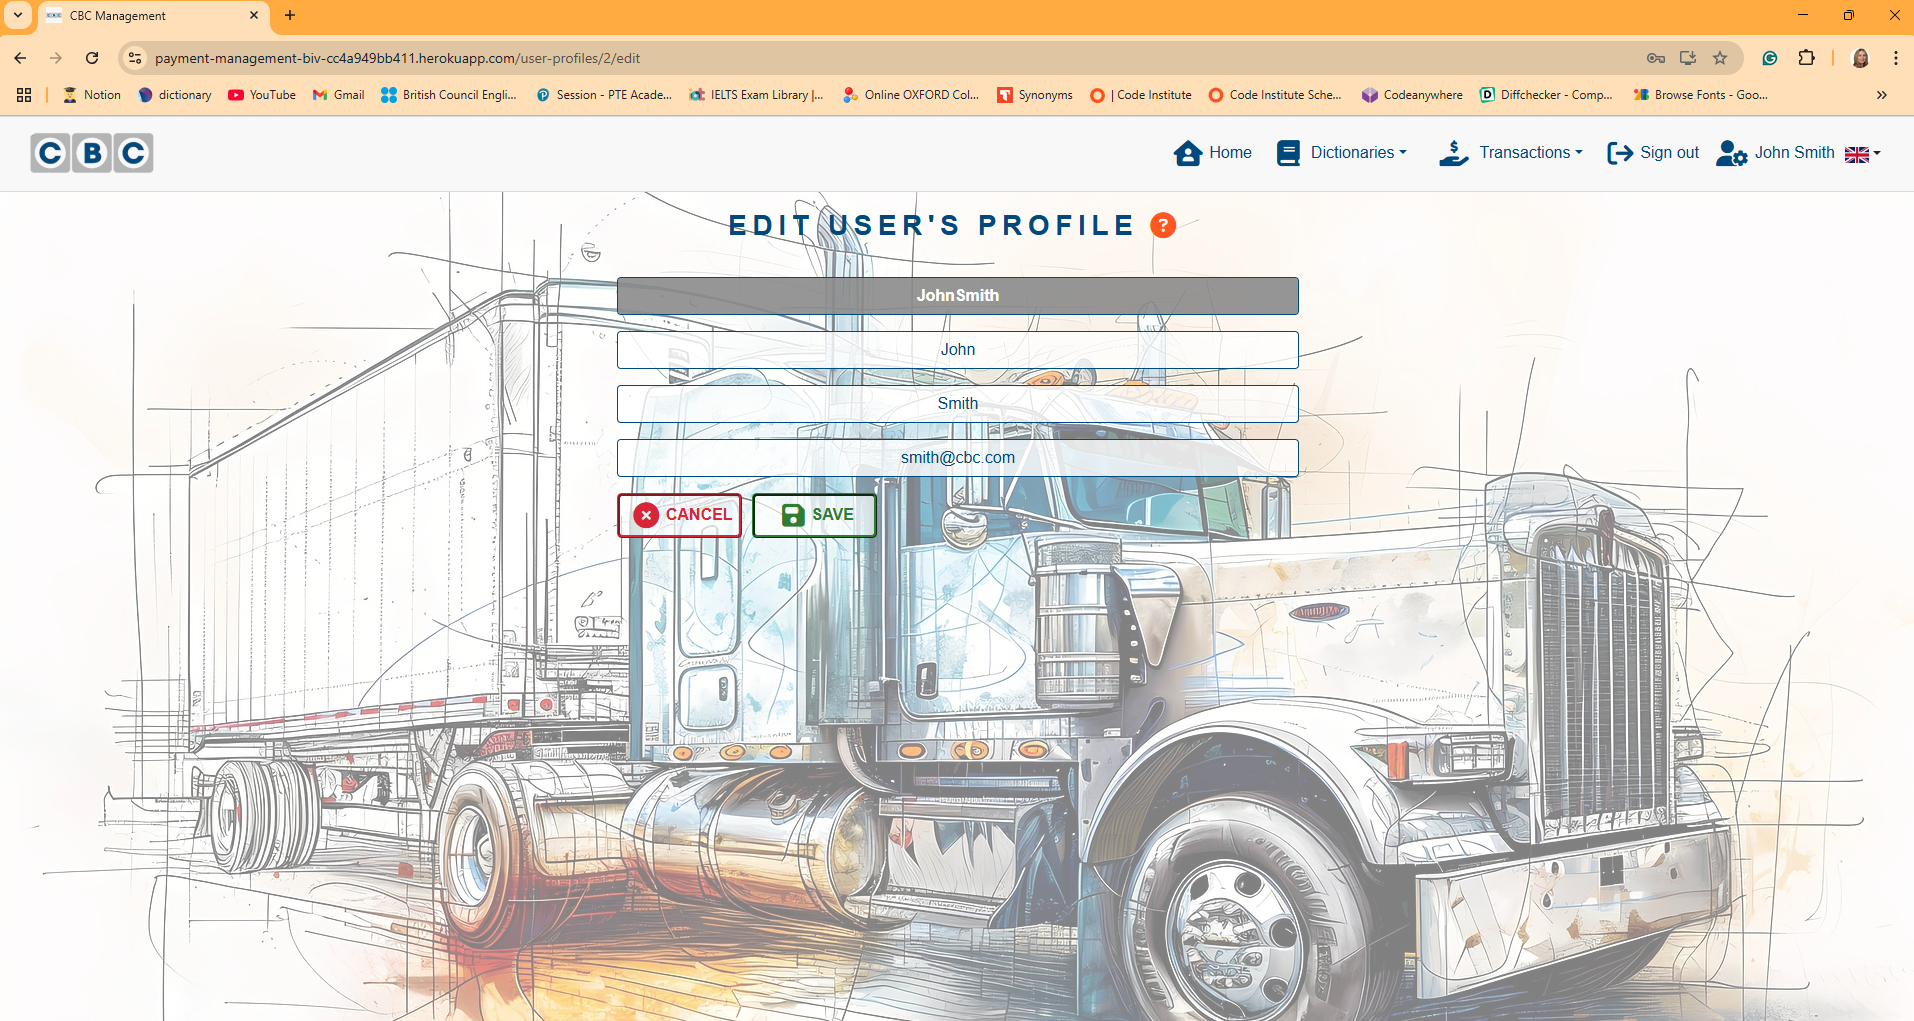 CBC Management
payment-management-biv-cc4a949bb411.herokuapp.com/user-profiles/2/edit
Notion dictionary YouTube Gmail British Council Engli... Session - PTE Acade... IELTS Exam Library |... Online OXFORD Col... Synonyms | Code Institute Code Institute Sche... Codeanywhere Diffchecker - Comp... Browse Fonts - Goo...
CBC Home Dictionaries Transactions Sign out John Smith
EDIT USER'S PROFILE ?
JohnSmith
John
Smith
smith@cbc.com
CANCEL SAVE